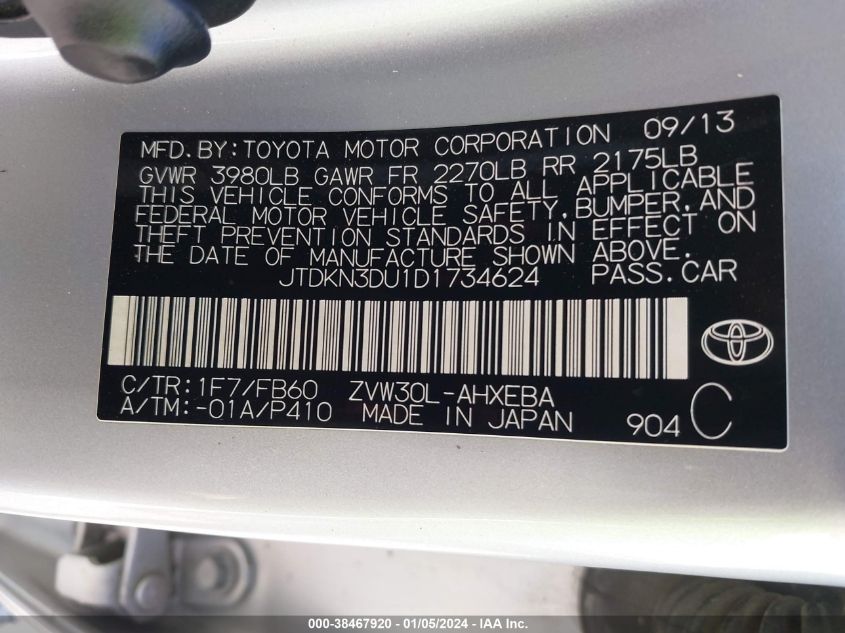 MFD.BY:TOYOTA MOTOR CORPORATION 09/13
GVWR 3980LB GAWR FR 2270LB RR 2175LB
THIS VEHICLE CONFORMS TO ALL APPLICABLE
FEDERAL MOTOR VEHICLE SAFETY,BUMPER,AND
THEFT PREVENTION STANDARDS IN EFFECT ON
THE DATE OF MANUFACTURE SHOWN ABOVE.
JTDKN3DU1D1734624 PASS.CAR
C/TR:1F7/FB60 ZVW30L-AHXEBA
A/TM:-01A/P410 MADE IN JAPAN 904 C
000-38467920 - 01/05/2024 - IAA Inc.